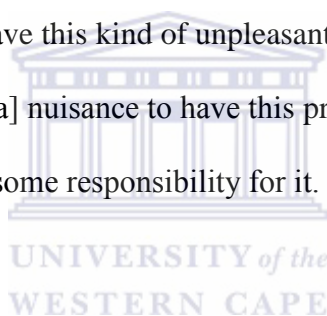 ave this kind of unpleasant
a] nuisance to have this pr
some responsibility for it.
UNIVERSITY of the
WESTERN CAPE